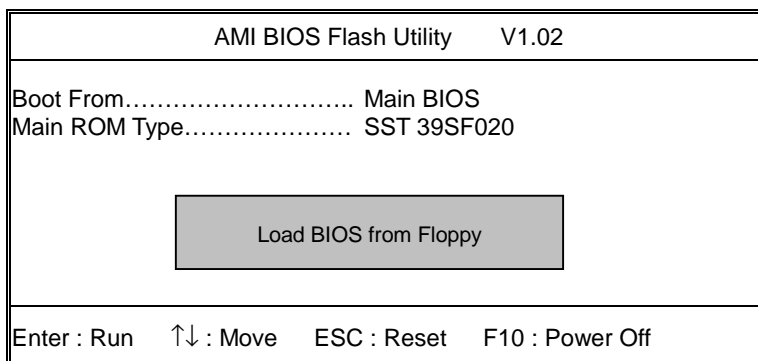 AMI BIOS Flash Utility V1.02
Boot From……………………….. Main BIOS
Main ROM Type………………… SST 39SF020
Load BIOS from Floppy
Enter : Run ↑↓ : Move ESC : Reset F10 : Power Off